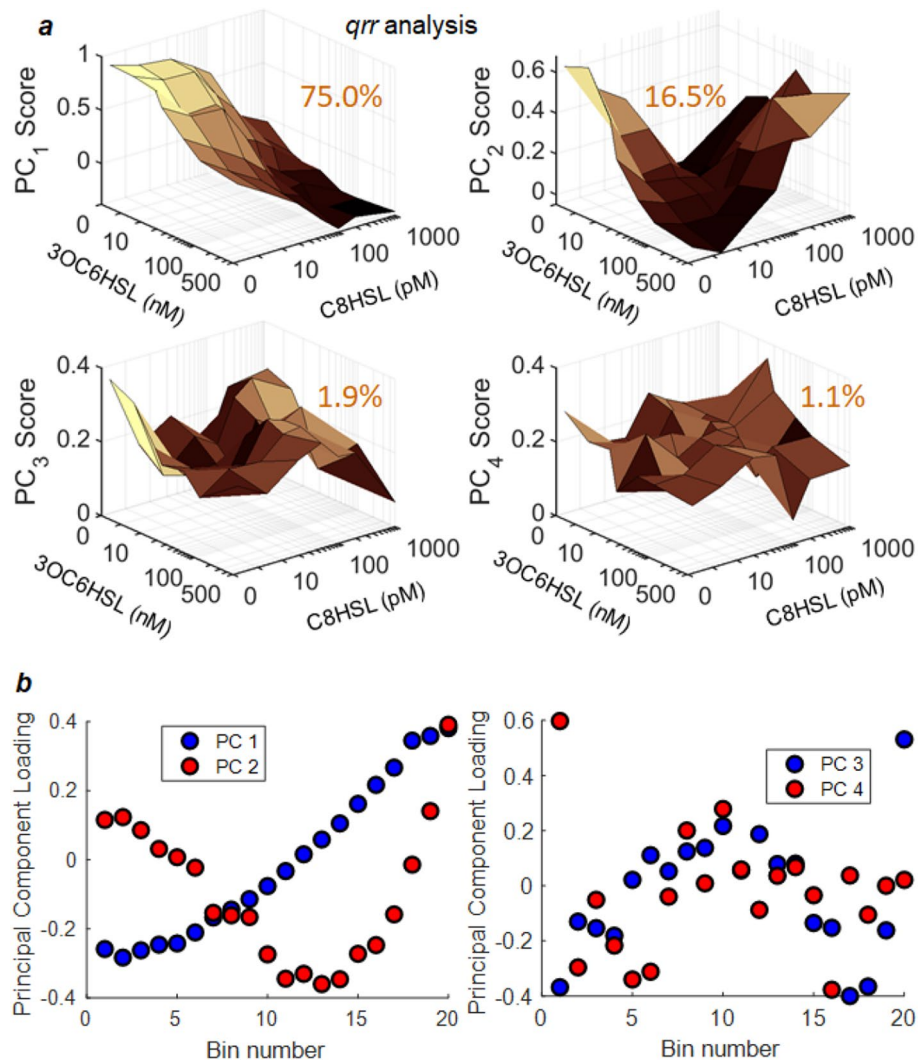 a qrr analysis
1
0.5
0
PC1 Score
75.0%
0
10
100
500
3OC6HSL (nM)
0
10
100
1000
C8HSL (pM)
0.6
0.4
0.2
0
PC2 Score
16.5%
0
10
100
500
3OC6HSL (nM)
0
10
100
1000
C8HSL (pM)
0.4
0.2
0
PC3 Score
1.9%
0
10
100
500
3OC6HSL (nM)
0
10
100
1000
C8HSL (pM)
0.4
0.2
0
PC4 Score
1.1%
0
10
100
500
3OC6HSL (nM)
0
10
100
1000
C8HSL (pM)
b
Principal Component Loading
0.4
0.2
0
-0.2
-0.4
PC 1
PC 2
0 5 10 15 20
Bin number
Principal Component Loading
0.6
0.4
0.2
0
-0.2
-0.4
PC 3
PC 4
0 5 10 15 20
Bin number